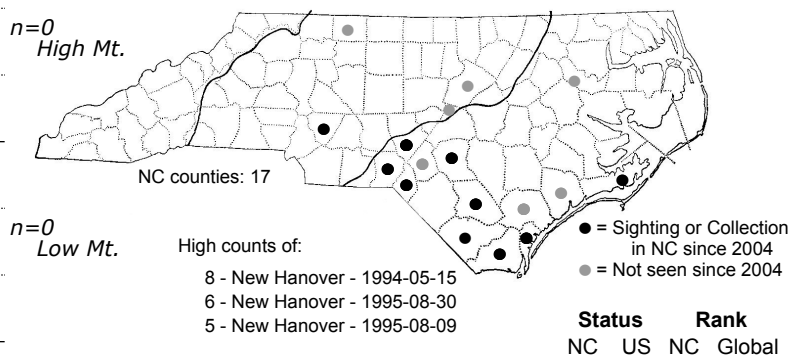 n=0
High Mt.
NC counties: 17
n=0
Low Mt.
High counts of:
8 - New Hanover - 1994-05-15
6 - New Hanover - 1995-08-30
5 - New Hanover - 1995-08-09
● = Sighting or Collection
in NC since 2004
● = Not seen since 2004
Status Rank
NC US NC Global